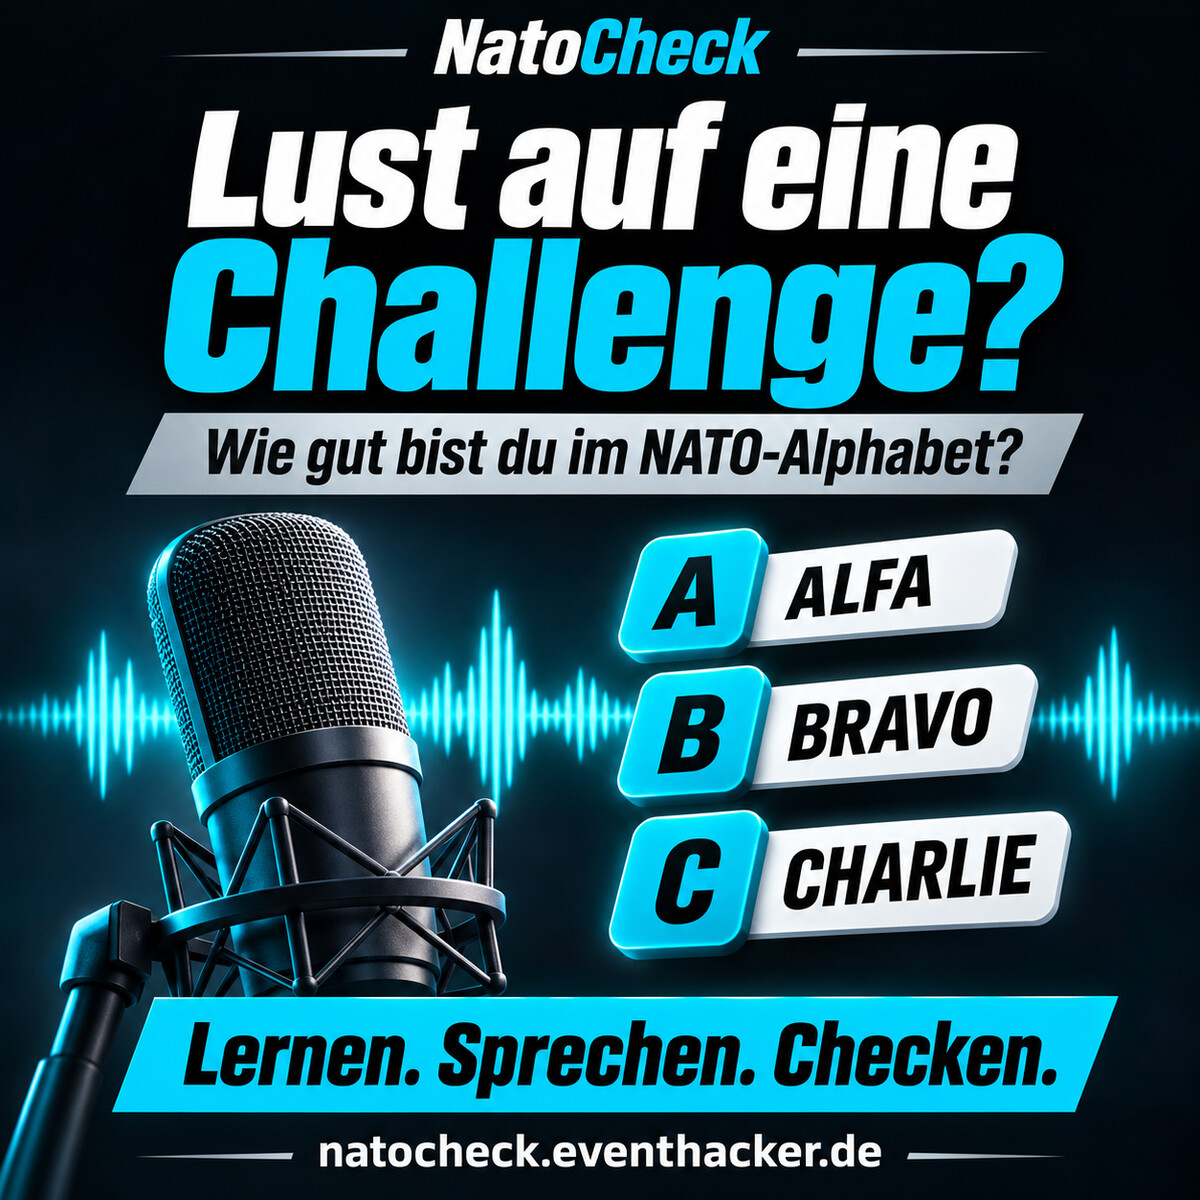 NatoCheck
Lust auf eine
Challenge?
Wie gut bist du im NATO-Alphabet?
A ALFA
B BRAVO
C CHARLIE
Lernen. Sprechen. Checken.
natocheck.eventhacker.de